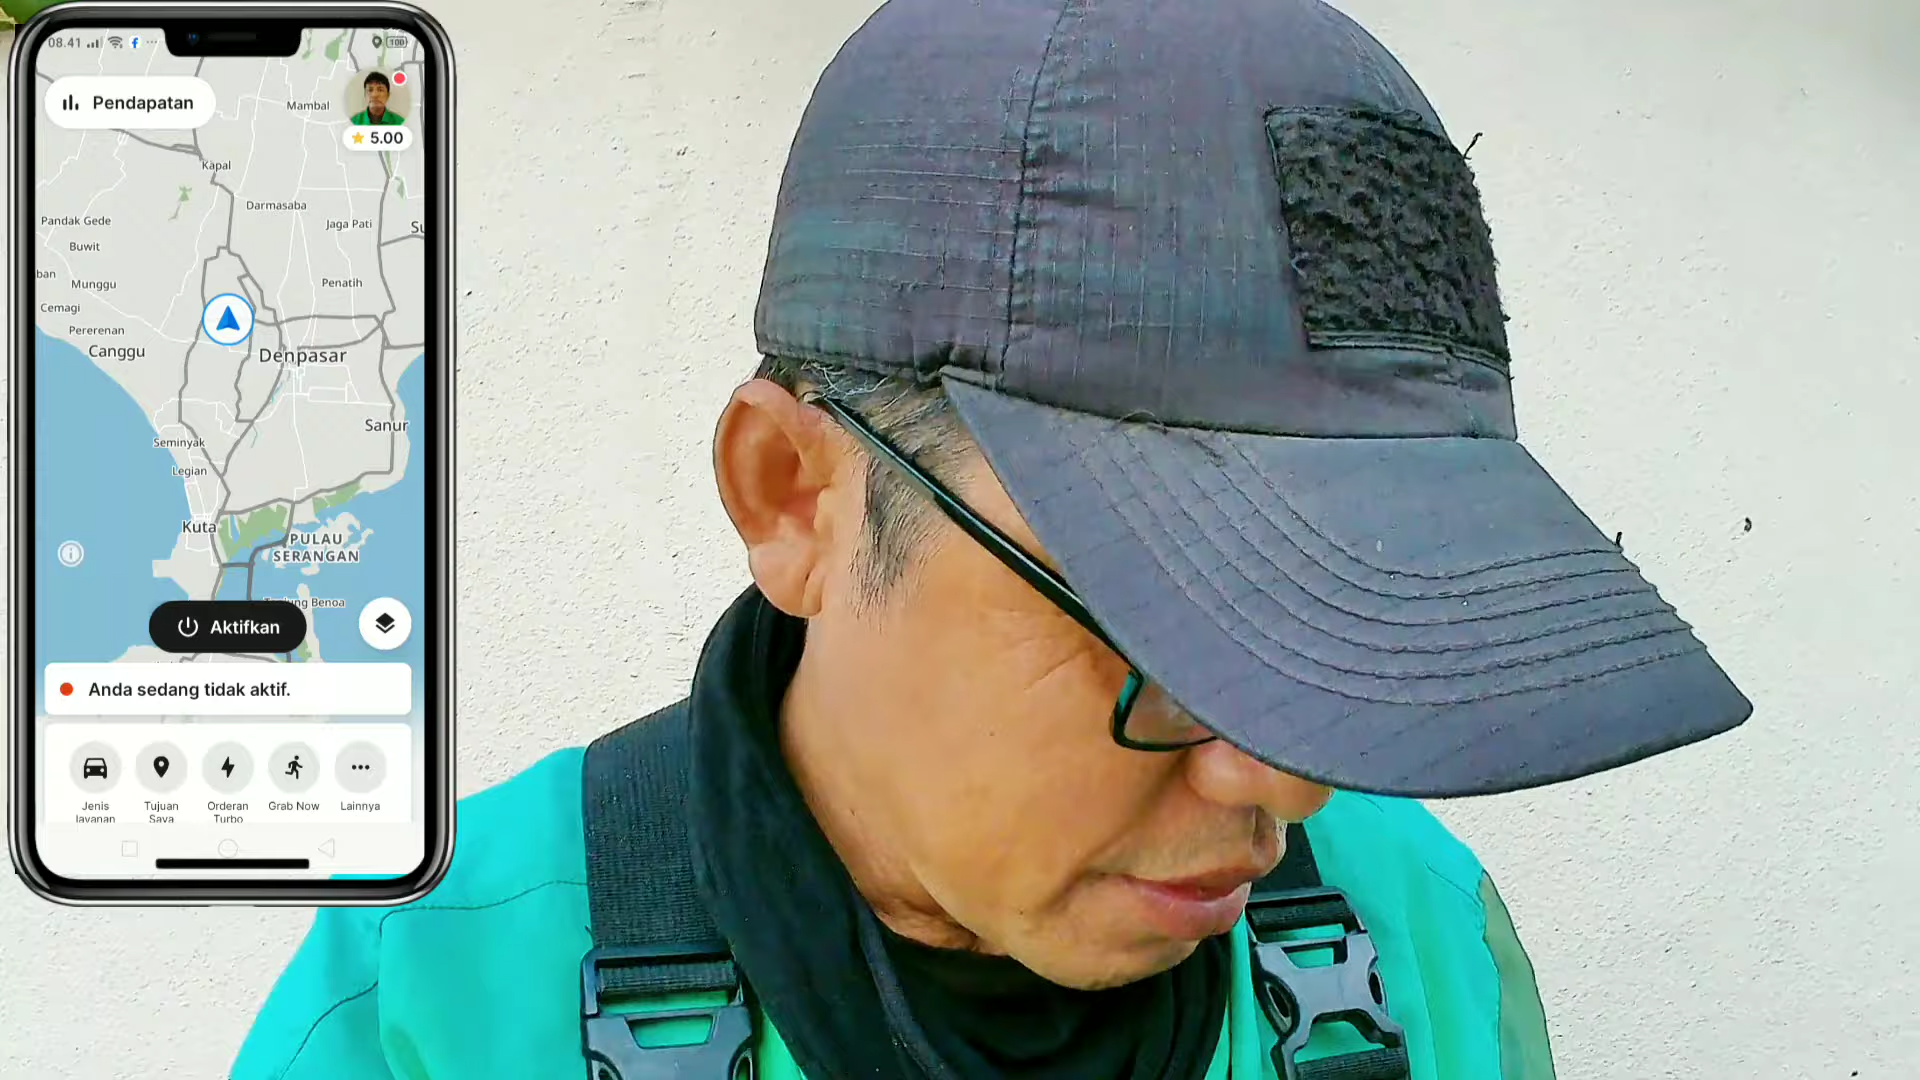 08.41
100
Pendapatan
5.00
Mambal
Kapal
Darmasaba
Jaga Pati
Pandak Gede
Buwit
Munggu
Penatih
Cemagi
Pererenan
Canggu
Denpasar
Sanur
Seminyak
Legian
Kuta
PULAU
SERANGAN
Benoa
Aktifkan
Anda sedang tidak aktif.
Jenis
layanan
Tujuan
Saya
Orderan
Turbo
Grab Now
Lainnya